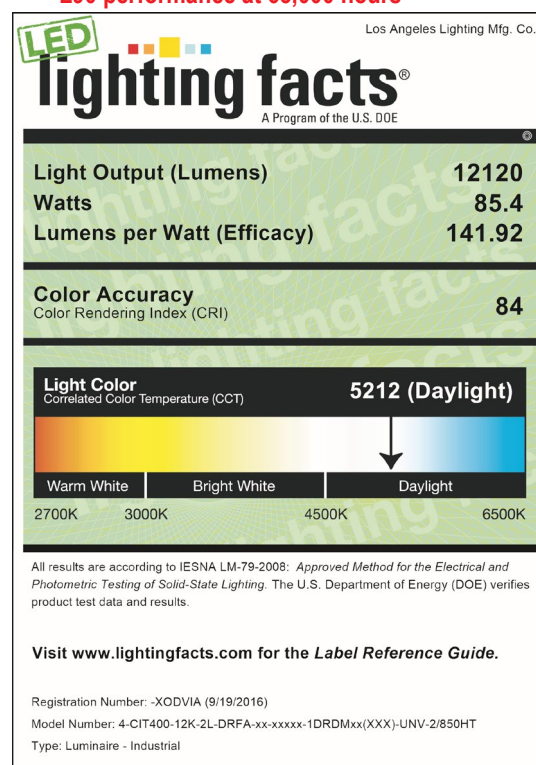 Los Angeles Lighting Mfg. Co.
LED
lighting facts®
A Program of the U.S. DOE
Light Output (Lumens) 12120
Watts 85.4
Lumens per Watt (Efficacy) 141.92
Color Accuracy
Color Rendering Index (CRI) 84
Light Color
Correlated Color Temperature (CCT) 5212 (Daylight)
Warm White Bright White Daylight
2700K 3000K 4500K 6500K
All results are according to IESNA LM-79-2008: Approved Method for the Electrical and
Photometric Testing of Solid-State Lighting. The U.S. Department of Energy (DOE) verifies
product test data and results.
Visit www.lightingfacts.com for the Label Reference Guide.
Registration Number: -XODVIA (9/19/2016)
Model Number: 4-CIT400-12K-2L-DRFA-xx-xxxxx-1DRDMxx(XXX)-UNV-2/850HT
Type: Luminaire - Industrial